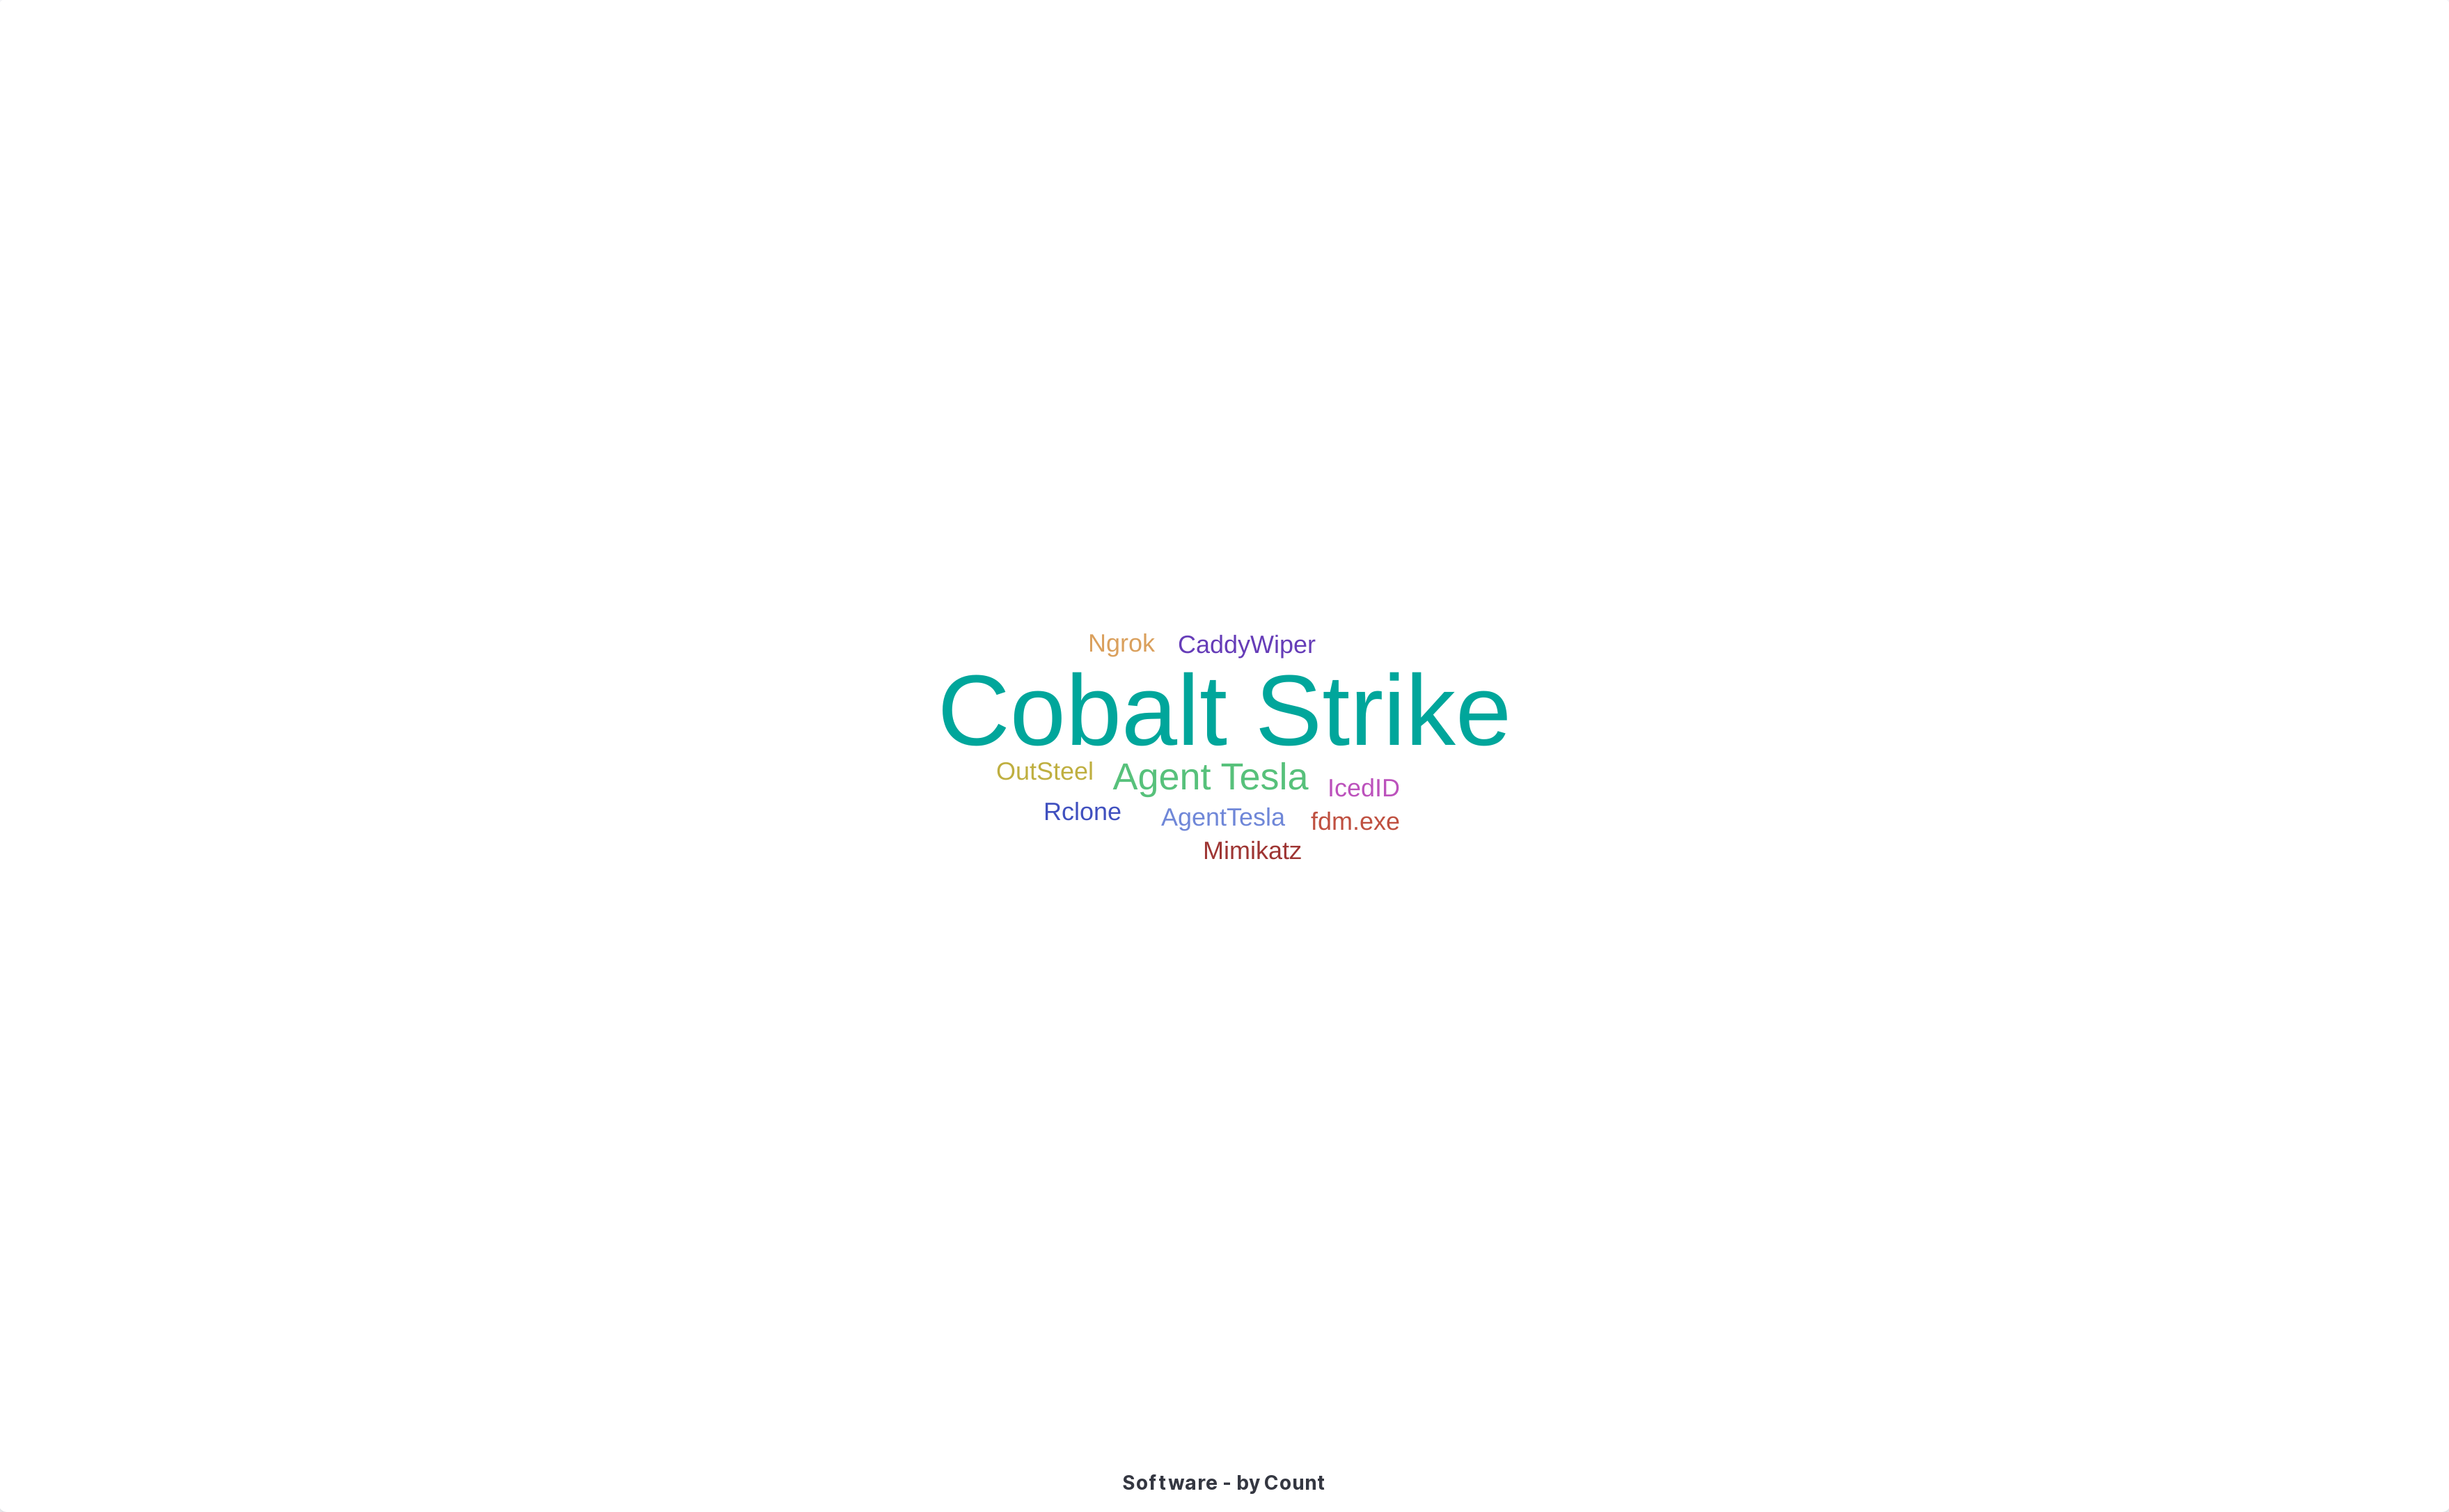 Ngrok CaddyWiper
Cobalt Strike
OutSteel Agent Tesla IcedID
Rclone AgentTesla fdm.exe
Mimikatz
Software - by Count